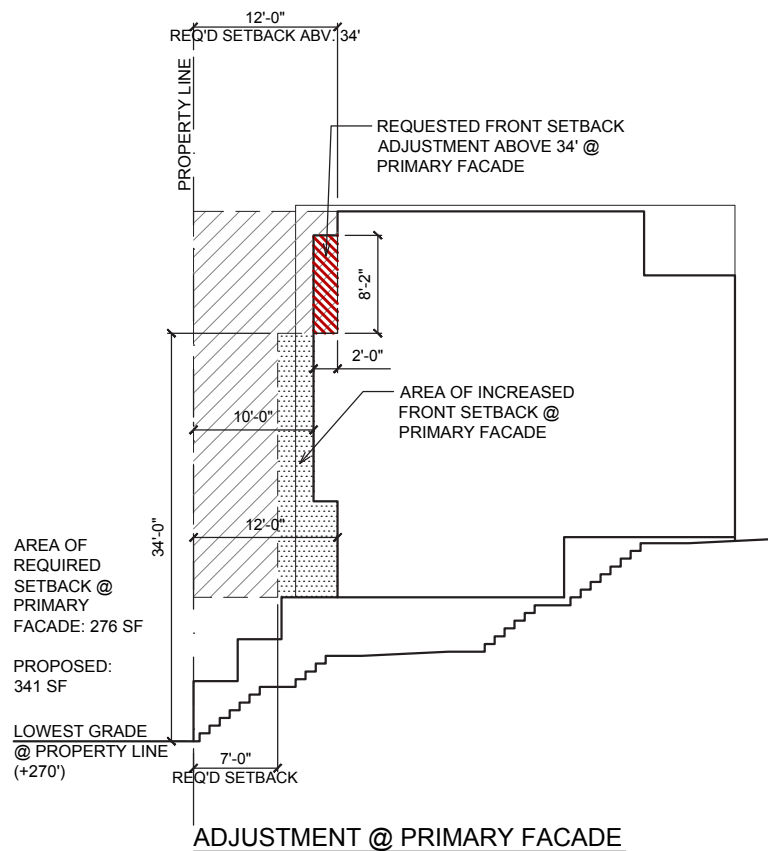 12'-0"
REQ'D SETBACK ABV. 34'
PROPERTY LINE
REQUESTED FRONT SETBACK
ADJUSTMENT ABOVE 34' @
PRIMARY FACADE
8'-2"
2'-0"
AREA OF INCREASED
FRONT SETBACK @
PRIMARY FACADE
10'-0"
12'-0"
34'-0"
AREA OF
REQUIRED
SETBACK @
PRIMARY
FACADE: 276 SF
PROPOSED:
341 SF
LOWEST GRADE
@ PROPERTY LINE
(+270')
7'-0"
REQ'D SETBACK
ADJUSTMENT @ PRIMARY FACADE